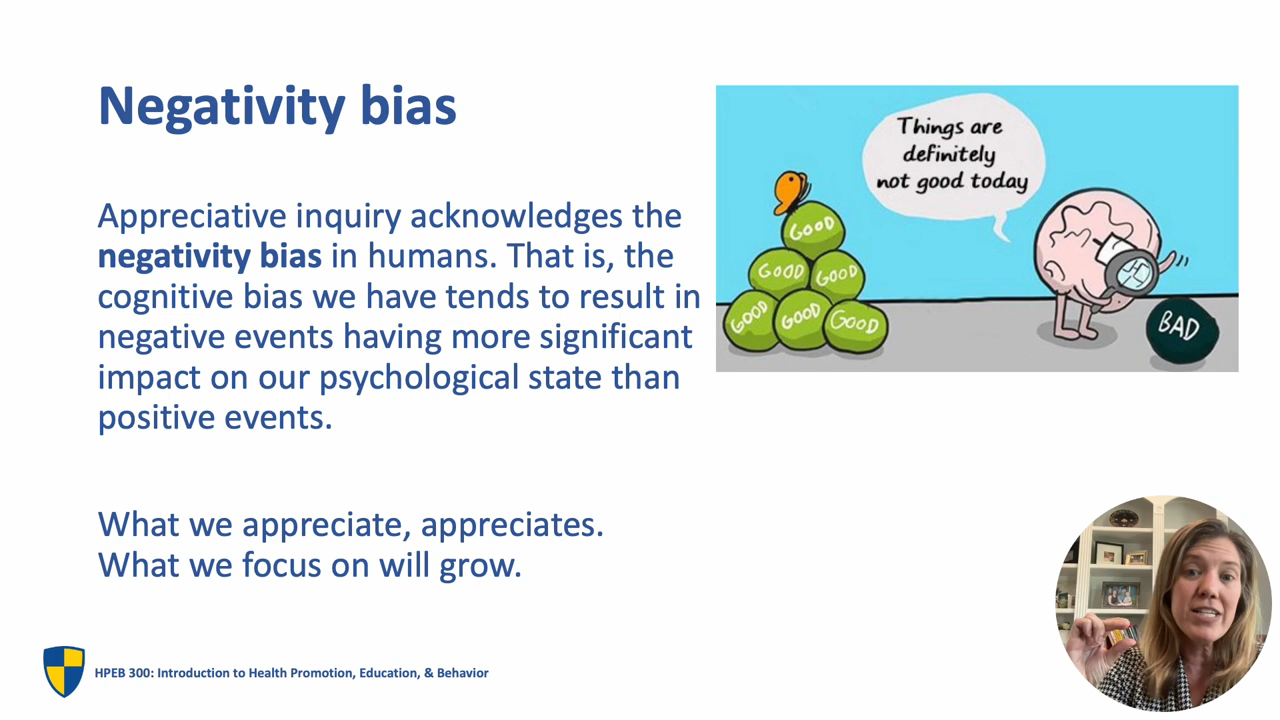 Negativity bias
Appreciative inquiry acknowledges the
negativity bias in humans. That is, the
cognitive bias we have tends to result in
negative events having more significant
impact on our psychological state than
positive events.
What we appreciate, appreciates.
What we focus on will grow.
Things are
definitely
not good today
GOOD
GOOD
GOOD
GOOD
GOOD
GOOD
BAD
HPEB 300: Introduction to Health Promotion, Education, & Behavior